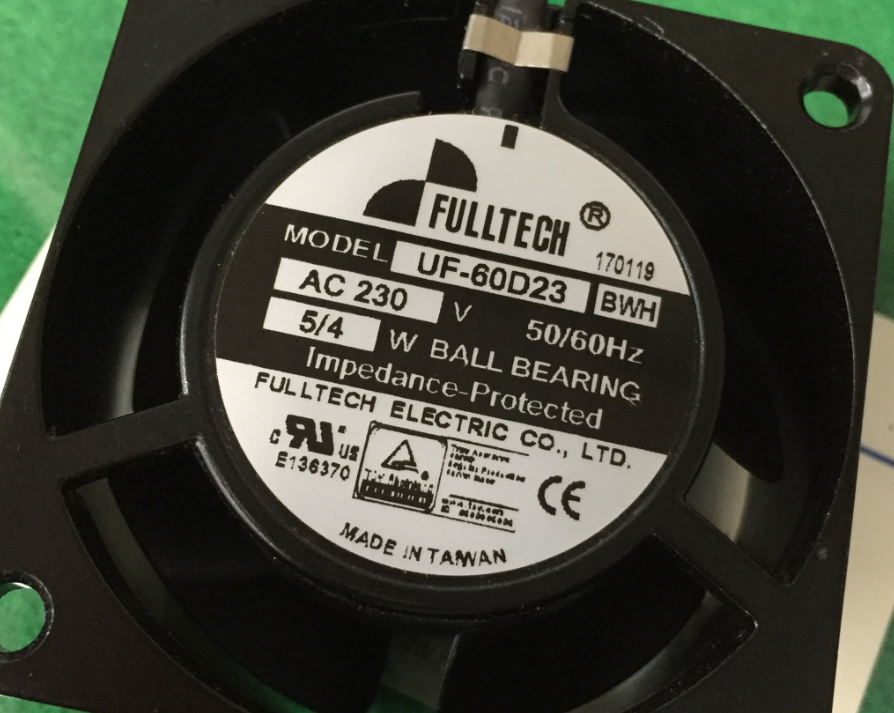 FULLTECH ®
170119
MODEL UF-60D23 BWH
AC 230 V 50/60Hz
5/4 W BALL BEARING
Impedance-Protected
FULLTECH ELECTRIC CO., LTD.
c US
E136370
CE
MADE IN TAIWAN